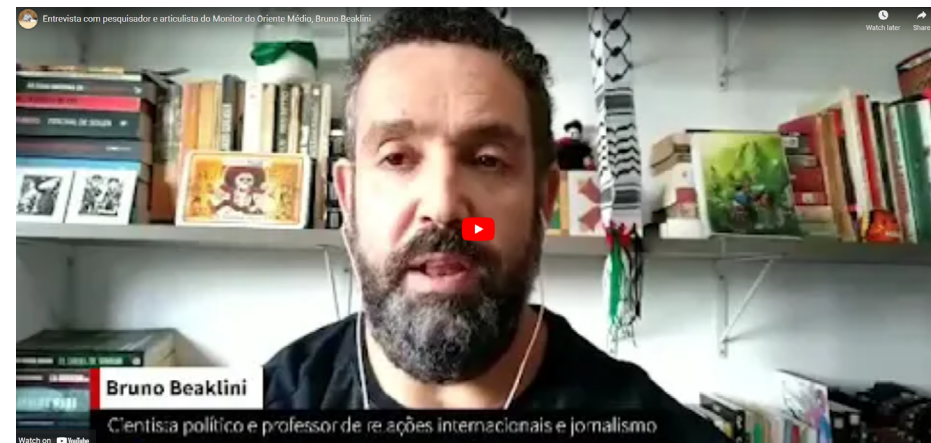 Entrevista com pesquisador e articulista do Monitor do Oriente Médio, Bruno Beaklini
Watch later
Share
Bruno Beaklini
Cientista político e professor de relações internacionais e jornalismo
Watch on YouTube